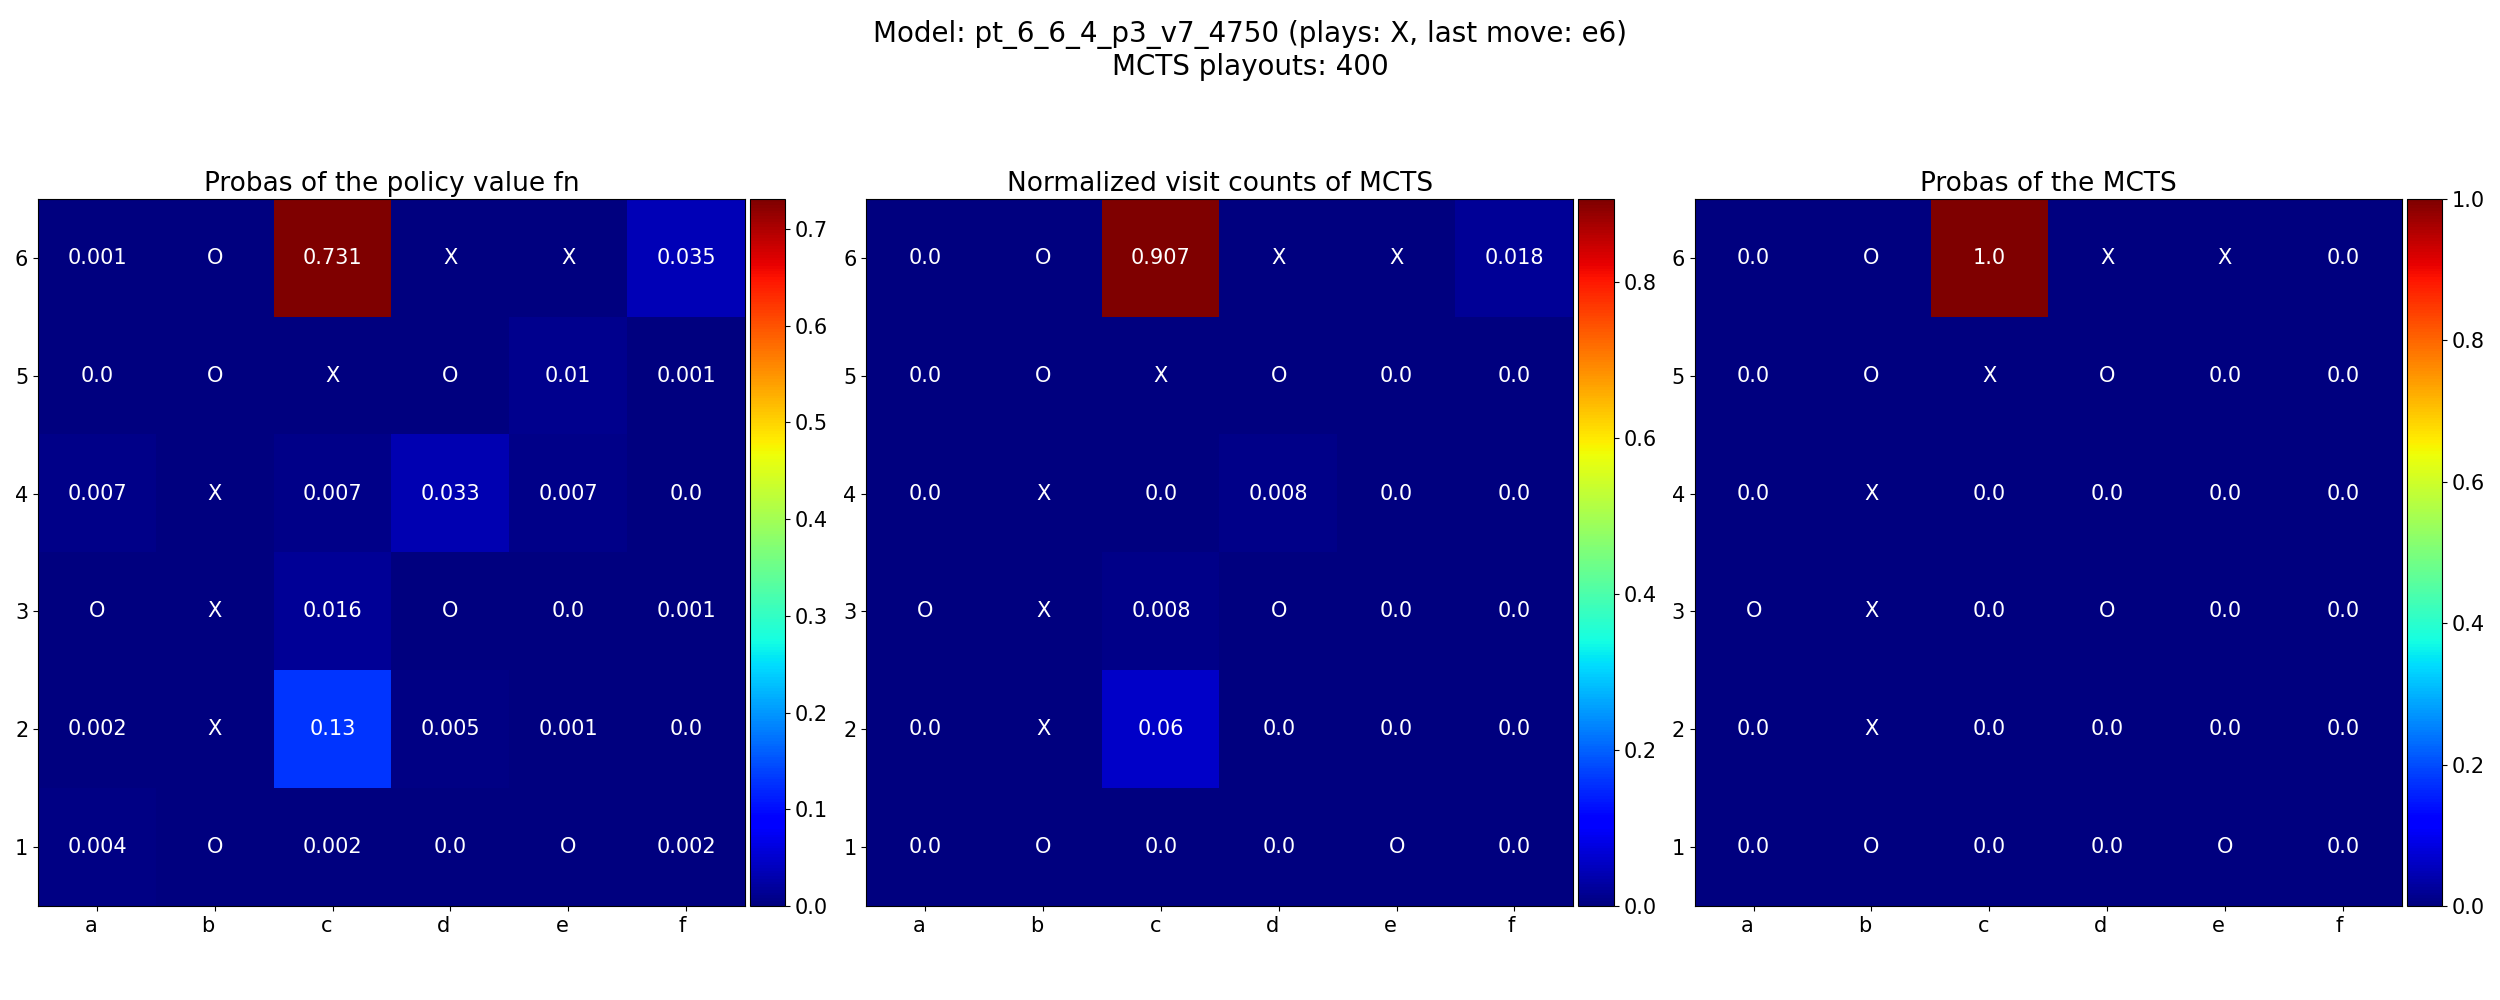 Model: pt_6_6_4_p3_v7_4750 (plays: X, last move: e6)
MCTS playouts: 400
Probas of the policy value fn
6 0.001 O 0.731 X X 0.035
5 0.0 O X O 0.01 0.001
4 0.007 X 0.007 0.033 0.007 0.0
3 O X 0.016 O 0.0 0.001
2 0.002 X 0.13 0.005 0.001 0.0
1 0.004 O 0.002 0.0 O 0.002
a b c d e f
0.7
0.6
0.5
0.4
0.3
0.2
0.1
0.0
Normalized visit counts of MCTS
6 0.0 O 0.907 X X 0.018
5 0.0 O X O 0.0 0.0
4 0.0 X 0.0 0.008 0.0 0.0
3 O X 0.008 O 0.0 0.0
2 0.0 X 0.06 0.0 0.0 0.0
1 0.0 O 0.0 0.0 O 0.0
a b c d e f
0.8
0.6
0.4
0.2
0.0
Probas of the MCTS
6 0.0 O 1.0 X X 0.0
5 0.0 O X O 0.0 0.0
4 0.0 X 0.0 0.0 0.0 0.0
3 O X 0.0 O 0.0 0.0
2 0.0 X 0.0 0.0 0.0 0.0
1 0.0 O 0.0 0.0 O 0.0
a b c d e f
1.0
0.8
0.6
0.4
0.2
0.0